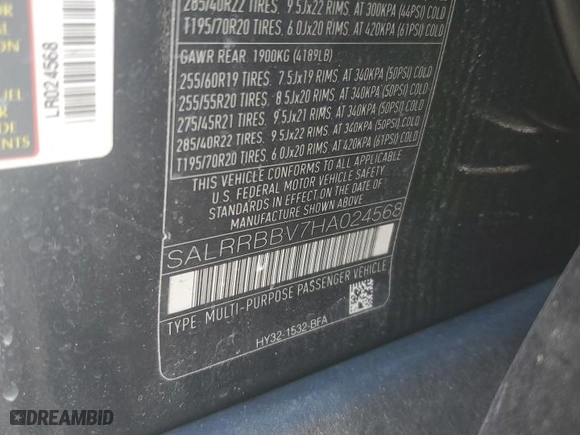 285/40R22 TIRES. 9.5Jx22 RIMS. AT 300KPA (44PSI) COLD
T195/70R20 TIRES. 6.0Jx20 RIMS. AT 420KPA (61PSI) COLD
GAWR REAR 1900KG (4189LB)
255/60R19 TIRES. 7.5Jx19 RIMS. AT 340KPA (50PSI) COLD
255/55R20 TIRES. 8.5Jx20 RIMS. AT 340KPA (50PSI) COLD
275/45R21 TIRES. 9.5Jx21 RIMS. AT 340KPA (50PSI) COLD
285/40R22 TIRES. 9.5Jx22 RIMS. AT 340KPA (50PSI) COLD
T195/70R20 TIRES. 6.0Jx20 RIMS. AT 420KPA (61PSI) COLD
THIS VEHICLE CONFORMS TO ALL APPLICABLE
U.S. FEDERAL MOTOR VEHICLE SAFETY
STANDARDS IN EFFECT ON THE DATE OF
MANUFACTURE SHOWN ABOVE
SALRRBBV7HA024568
TYPE: MULTI-PURPOSE PASSENGER VEHICLE
HY32-1532-BFA
LR024568
DREAMBID